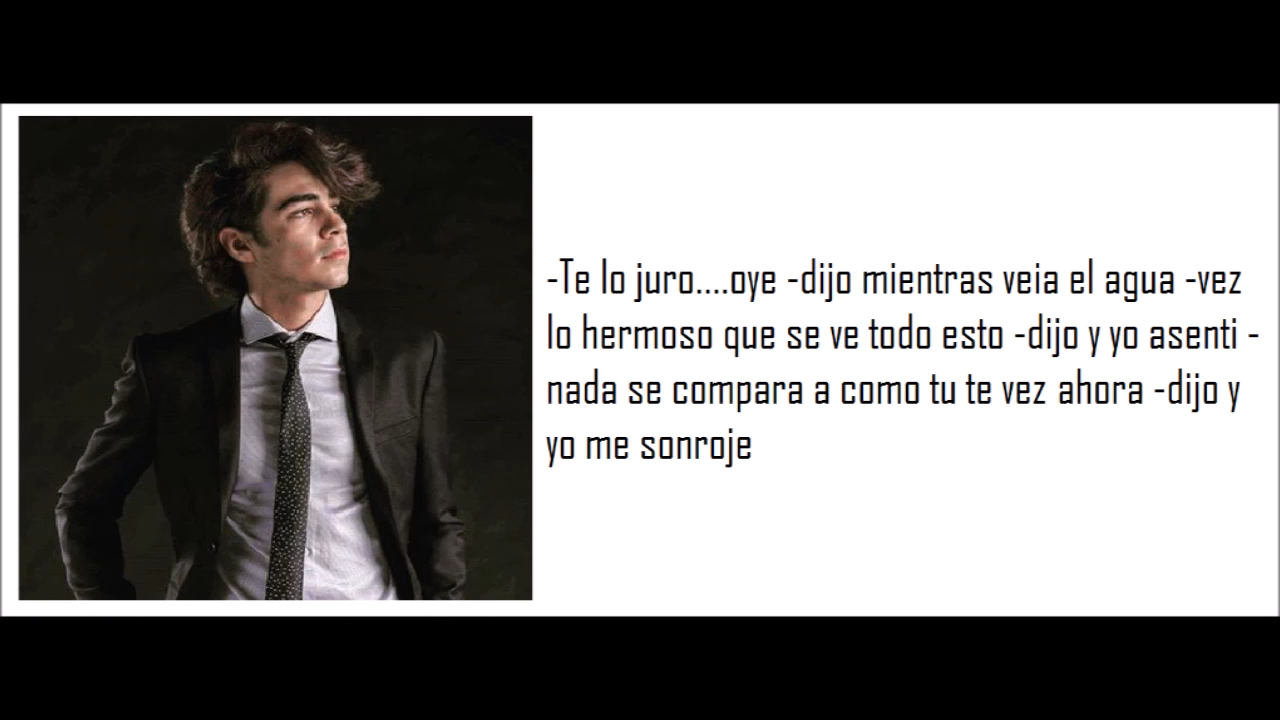 -Te lo juro....oye -dijo mientras veia el agua -vez
lo hermoso que se ve todo esto -dijo y yo asenti -
nada se compara a como tu te vez ahora -dijo y
yo me sonroje